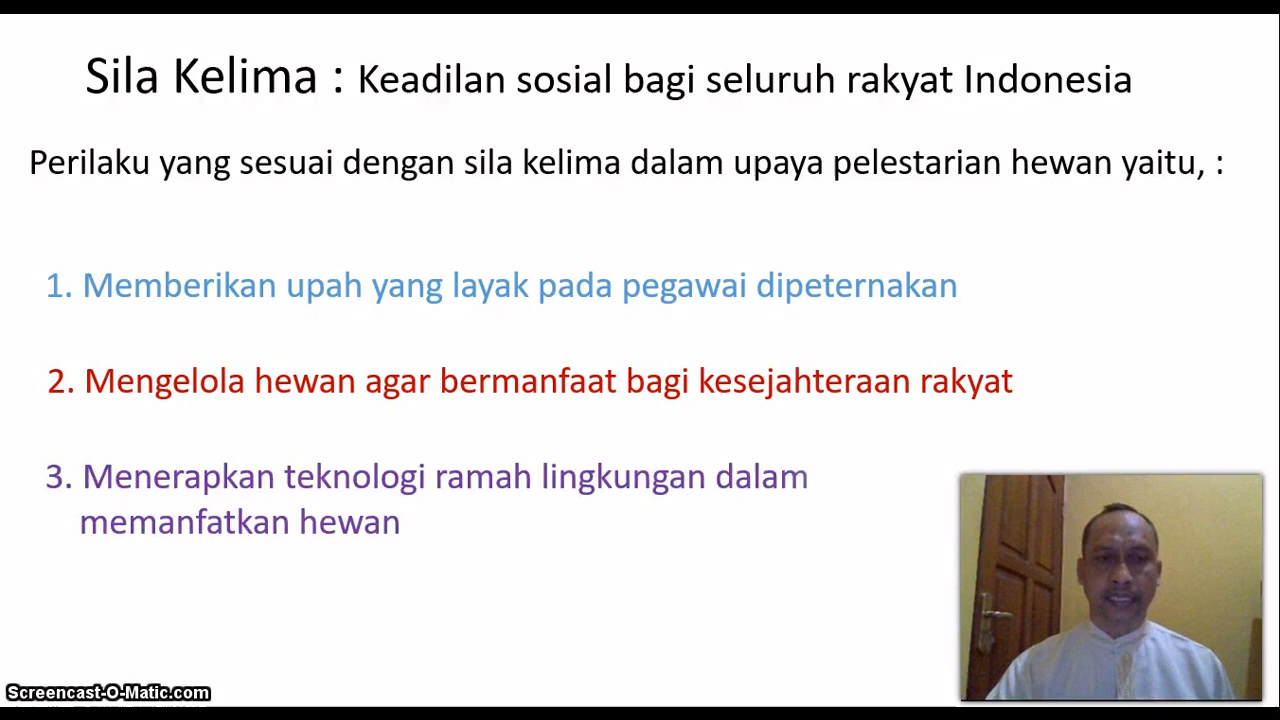 Sila Kelima : Keadilan sosial bagi seluruh rakyat Indonesia
Perilaku yang sesuai dengan sila kelima dalam upaya pelestarian hewan yaitu, :
1. Memberikan upah yang layak pada pegawai dipeternakan
2. Mengelola hewan agar bermanfaat bagi kesejahteraan rakyat
3. Menerapkan teknologi ramah lingkungan dalam
memanfatkan hewan
Screencast-O-Matic.com